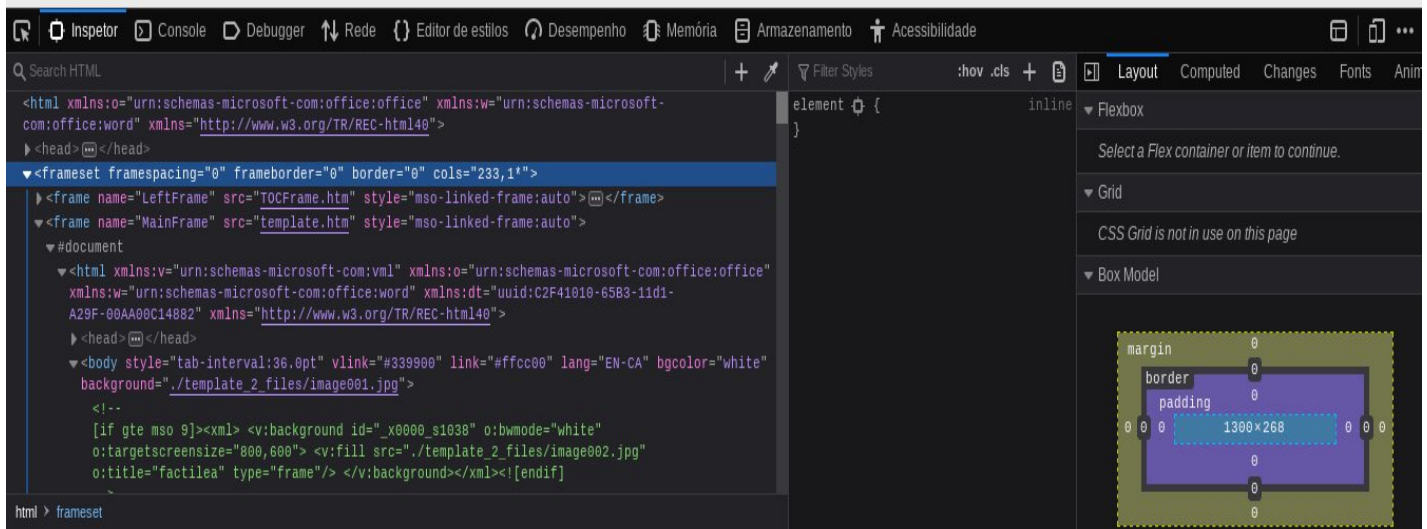 Inspetor Console Debugger Rede Editor de estilos Desempenho Memória Armazenamento Acessibilidade
Search HTML
<html xmlns:o="urn:schemas-microsoft-com:office:office" xmlns:w="urn:schemas-microsoft-
com:office:word" xmlns="http://www.w3.org/TR/REC-html40">
<head></head>
<frameset framespacing="0" frameborder="0" border="0" cols="233,1*">
<frame name="LeftFrame" src="TOCFrame.htm" style="mso-linked-frame:auto"></frame>
<frame name="MainFrame" src="template.htm" style="mso-linked-frame:auto">
#document
<html xmlns:v="urn:schemas-microsoft-com:vml" xmlns:o="urn:schemas-microsoft-com:office:office"
xmlns:w="urn:schemas-microsoft-com:office:word" xmlns:dt="uuid:C2F41010-65B3-11d1-
A29F-00AA00C14882" xmlns="http://www.w3.org/TR/REC-html40">
<head></head>
<body style="tab-interval:36.0pt" vlink="#339900" link="#ffcc00" lang="EN-CA" bgcolor="white"
background="./template_2_files/image001.jpg">
<!--
[if gte mso 9]><xml> <v:background id="_x0000_s1038" o:bwmode="white"
o:targetscreensize="800,600"> <v:fill src="./template_2_files/image002.jpg"
o:title="factilea" type="frame"/> </v:background></xml><![endif]
html > frameset
Filter Styles :hov .cls +
element { inline
}
Layout Computed Changes Fonts Anim
Flexbox
Select a Flex container or item to continue.
Grid
CSS Grid is not in use on this page
Box Model
margin 0
border 0
padding 0
0 0 0 1300×268 0 0 0
0
0
0